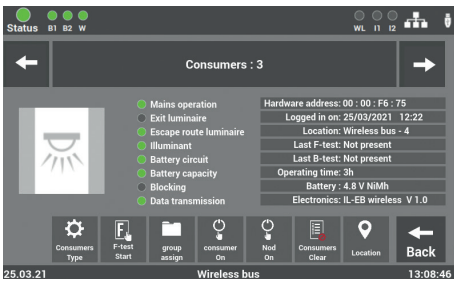 Status B1 B2 W WL I1 I2
Consumers : 3
Mains operation
Exit luminaire
Escape route luminaire
Illuminant
Battery circuit
Battery capacity
Blocking
Data transmission
Hardware address: 00 : 00 : F6 : 75
Logged in on: 25/03/2021 12:22
Location: Wireless bus - 4
Last F-test: Not present
Last B-test: Not present
Operating time: 3h
Battery : 4.8 V NiMh
Electronics: IL-EB wireless V 1.0
Consumers Type
F-test Start
group assign
consumer On
Nod On
Consumers Clear
Location
Back
25.03.21 Wireless bus 13:08:46